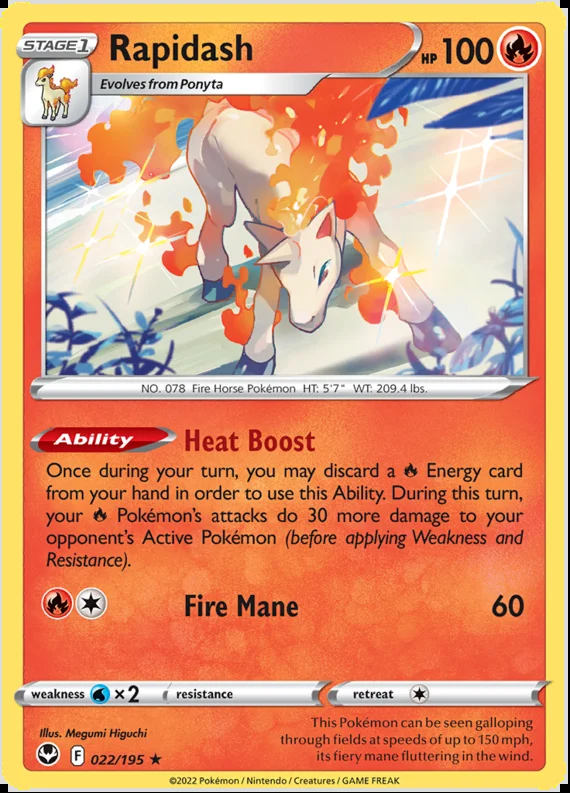 STAGE 1 Rapidash HP 100
Evolves from Ponyta
NO. 078 Fire Horse Pokémon HT: 5'7" WT: 209.4 lbs.
Ability Heat Boost
Once during your turn, you may discard a Energy card
from your hand in order to use this Ability. During this turn,
your Pokémon's attacks do 30 more damage to your
opponent's Active Pokémon (before applying Weakness and
Resistance).
Fire Mane 60
weakness ×2 resistance retreat
Illus. Megumi Higuchi
F 022/195 ★
This Pokémon can be seen galloping
through fields at speeds of up to 150 mph,
its fiery mane fluttering in the wind.
©2022 Pokémon / Nintendo / Creatures / GAME FREAK